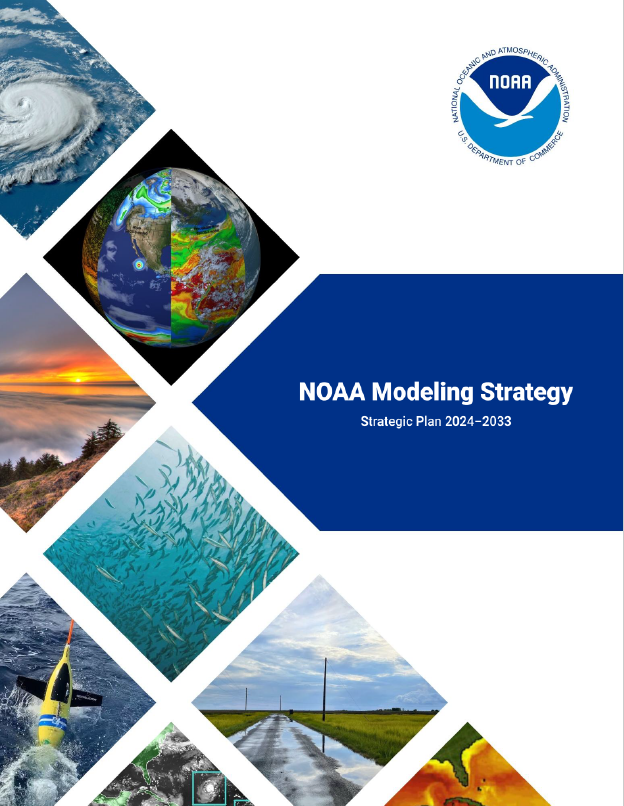 NATIONAL OCEANIC AND ATMOSPHERIC ADMINISTRATION
NOAA
U.S. DEPARTMENT OF COMMERCE
NOAA Modeling Strategy
Strategic Plan 2024–2033